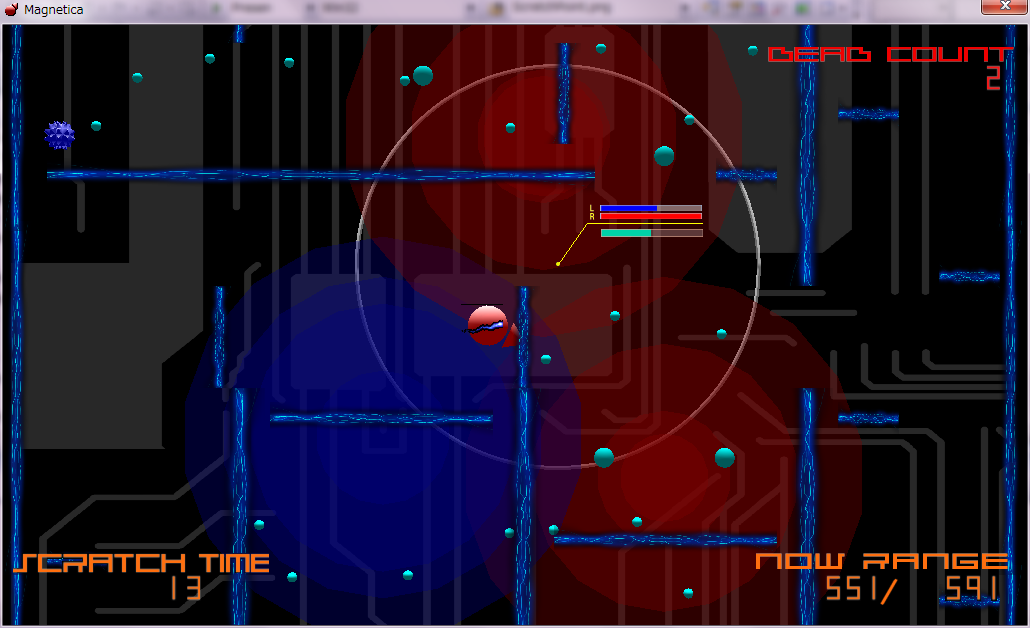 Magnetica
DEAD COUNT
2
L
R
SCRATCH TIME
13
NOW RANGE
551/ 591